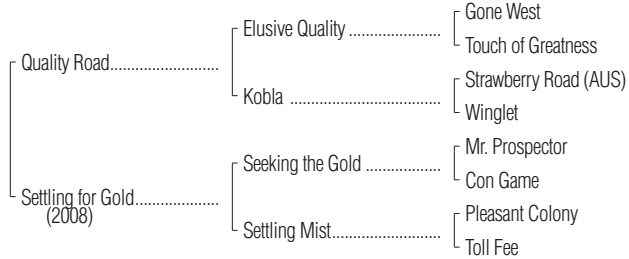 Gone West
Elusive Quality ....................
Touch of Greatness
Quality Road........................
Strawberry Road (AUS)
Kobla .................................
Winglet
Mr. Prospector
Seeking the Gold ................
Con Game
Settling for Gold..................
(2008)
Pleasant Colony
Settling Mist.......................
Toll Fee